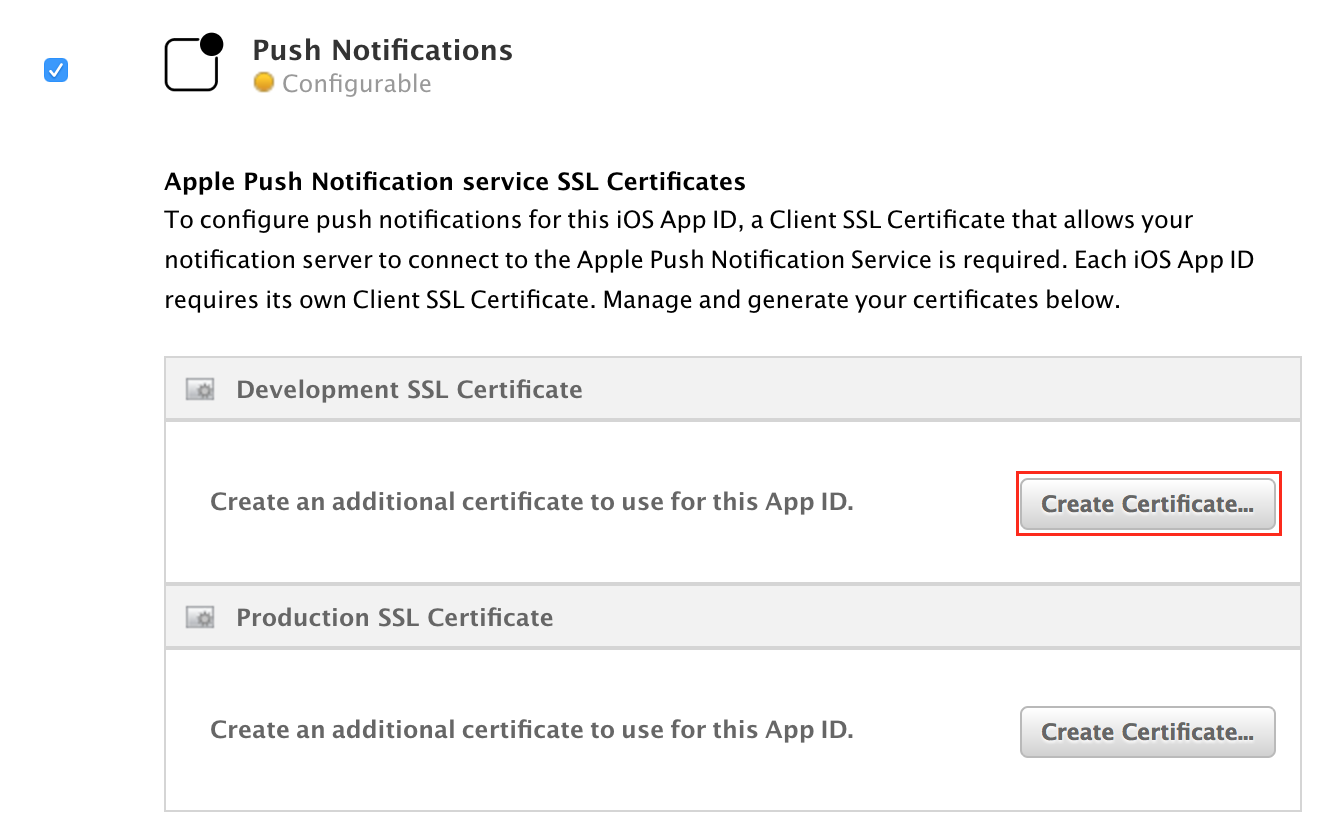 Push Notifications
Configurable
Apple Push Notification service SSL Certificates
To configure push notifications for this iOS App ID, a Client SSL Certificate that allows your
notification server to connect to the Apple Push Notification Service is required. Each iOS App ID
requires its own Client SSL Certificate. Manage and generate your certificates below.
Development SSL Certificate
Create an additional certificate to use for this App ID.
Create Certificate...
Production SSL Certificate
Create an additional certificate to use for this App ID.
Create Certificate...